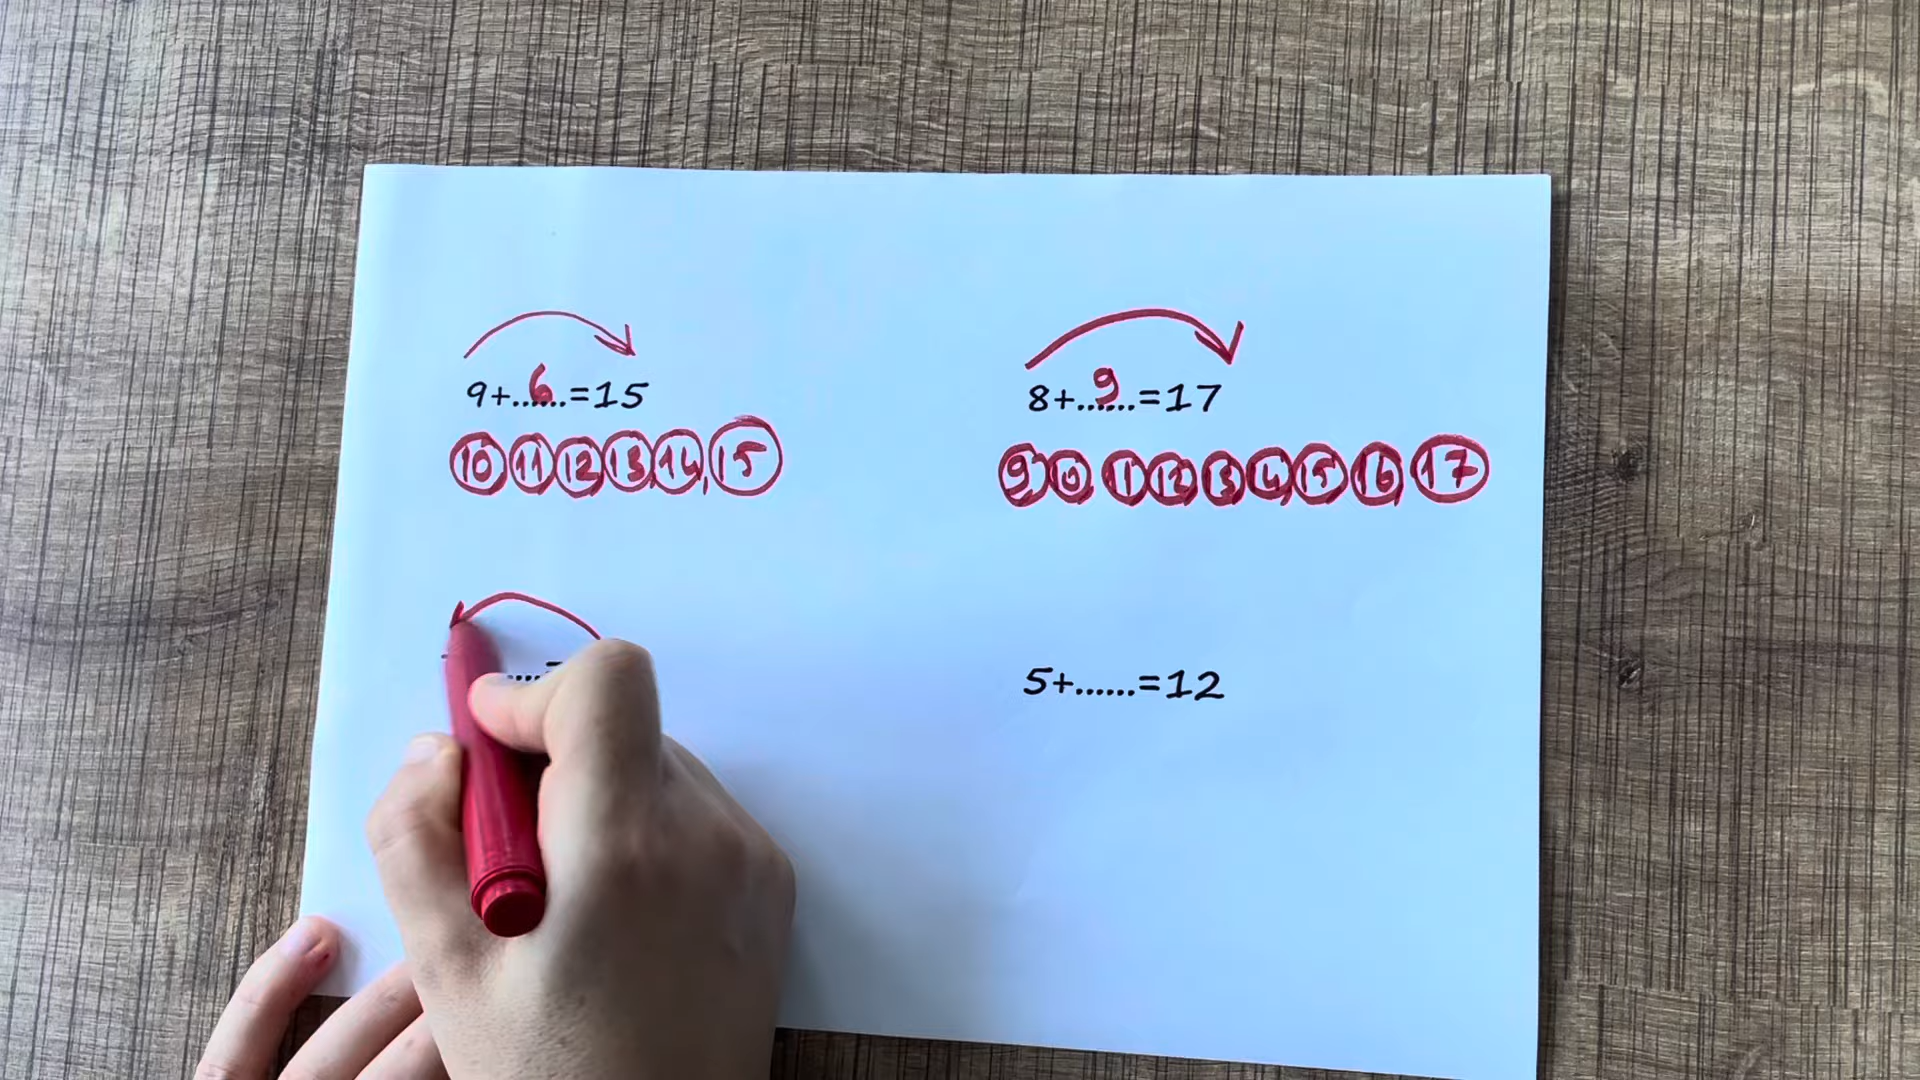 9+...6...=15
10 11 12 13 14 15
8+...9...=17
9 10 11 12 13 14 15 16 17
5+......=12